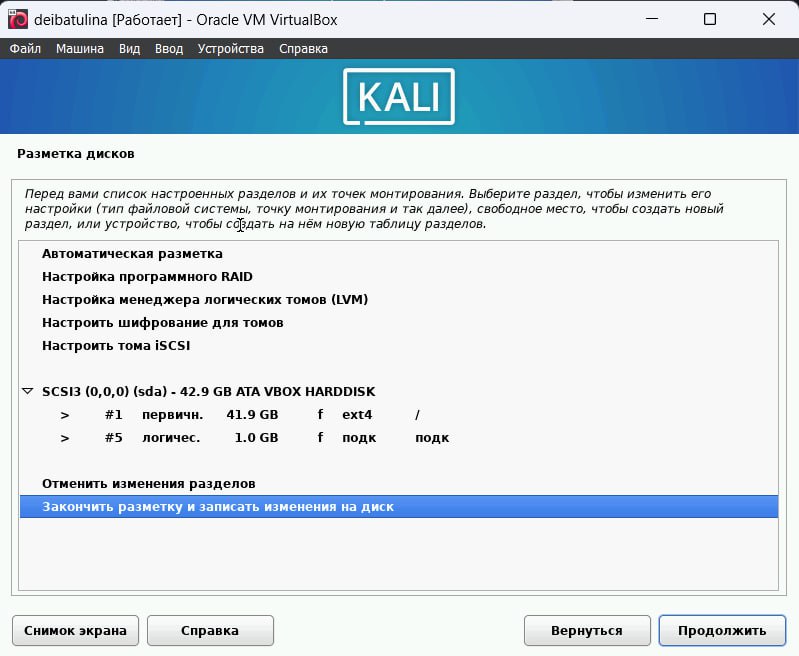 deibatulina [Работает] - Oracle VM VirtualBox
Файл Машина Вид Ввод Устройства Справка
KALI
Разметка дисков
Перед вами список настроенных разделов и их точек монтирования. Выберите раздел, чтобы изменить его
настройки (тип файловой системы, точку монтирования и так далее), свободное место, чтобы создать новый
раздел, или устройство, чтобы создать на нём новую таблицу разделов.
Автоматическая разметка
Настройка программного RAID
Настройка менеджера логических томов (LVM)
Настроить шифрование для томов
Настроить тома iSCSI
SCSI3 (0,0,0) (sda) - 42.9 GB ATA VBOX HARDDISK
> #1 первичн. 41.9 GB f ext4 /
> #5 логичес. 1.0 GB f подк подк
Отменить изменения разделов
Закончить разметку и записать изменения на диск
Снимок экрана Справка Вернуться Продолжить